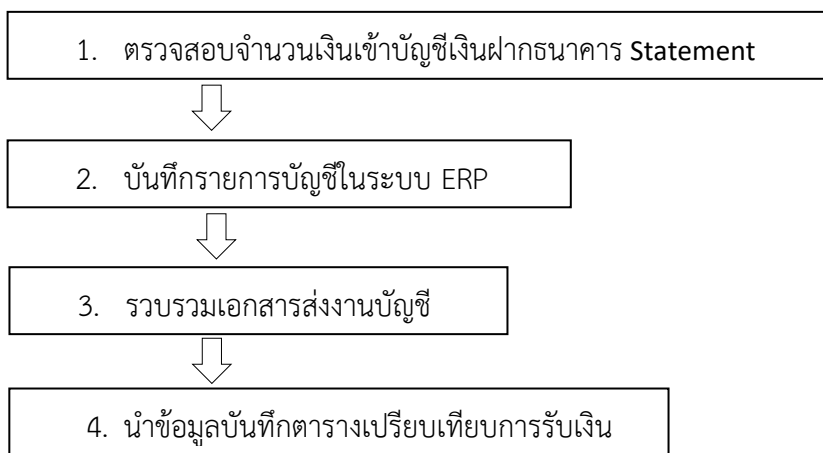 1. ตรวจสอบจำนวนเงินเข้าบัญชีเงินฝากธนาคาร Statement
2. บันทึกรายการบัญชีในระบบ ERP
3. รวบรวมเอกสารส่งงานบัญชี
4. นำข้อมูลบันทึกตารางเปรียบเทียบการรับเงิน